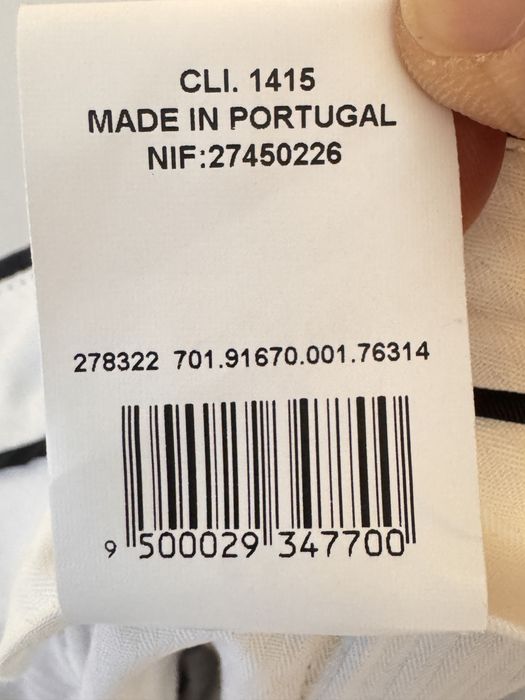 CLI. 1415
MADE IN PORTUGAL
NIF:27450226
278322 701.91670.001.76314
9 500029 347700